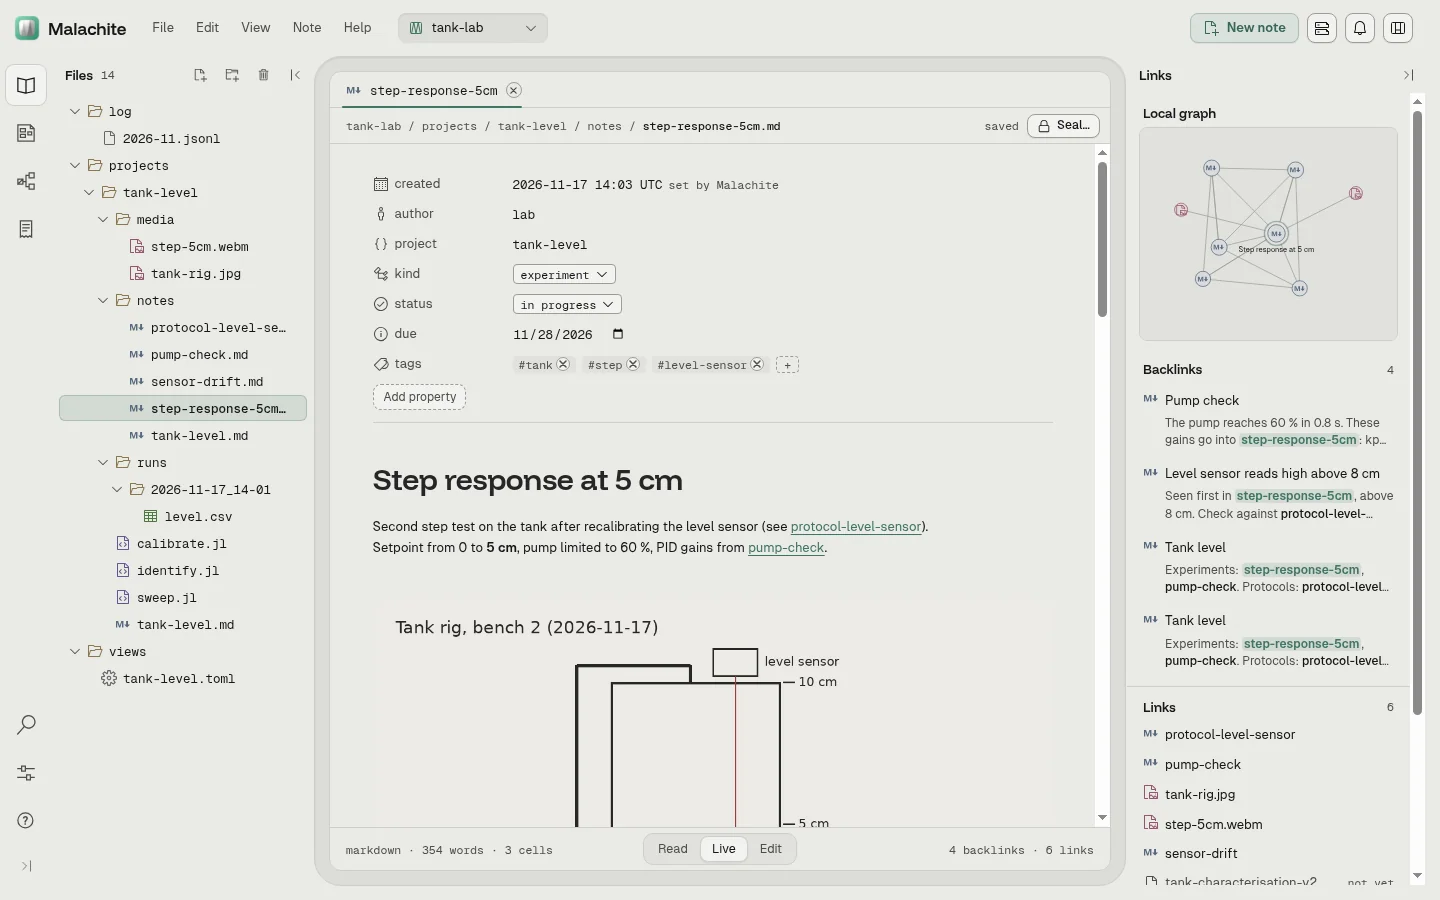 Malachite
File Edit View Note Help
tank-lab
New note
Files 14
log
2026-11.jsonl
projects
tank-level
media
step-5cm.webm
tank-rig.jpg
notes
protocol-level-se…
pump-check.md
sensor-drift.md
step-response-5cm…
tank-level.md
runs
2026-11-17_14-01
level.csv
calibrate.jl
identify.jl
sweep.jl
tank-level.md
views
tank-level.toml
step-response-5cm
tank-lab / projects / tank-level / notes / step-response-5cm.md
saved
Seal…
created 2026-11-17 14:03 UTC set by Malachite
author lab
project tank-level
kind experiment
status in progress
due 11/28/2026
tags #tank #step #level-sensor +
Add property
Step response at 5 cm
Second step test on the tank after recalibrating the level sensor (see protocol-level-sensor).
Setpoint from 0 to 5 cm, pump limited to 60 %, PID gains from pump-check.
Tank rig, bench 2 (2026-11-17)
level sensor
10 cm
5 cm
markdown · 354 words · 3 cells
Read Live Edit
4 backlinks · 6 links
Links
Local graph
Step response at 5 cm
Backlinks 4
Pump check
The pump reaches 60 % in 0.8 s. These
gains go into step-response-5cm: kp…
Level sensor reads high above 8 cm
Seen first in step-response-5cm, above
8 cm. Check against protocol-level-…
Tank level
Experiments: step-response-5cm,
pump-check. Protocols: protocol-level…
Tank level
Experiments: step-response-5cm,
pump-check. Protocols: protocol-level…
Links 6
protocol-level-sensor
pump-check
tank-rig.jpg
step-5cm.webm
sensor-drift
tank-characterisation-v2 not yet